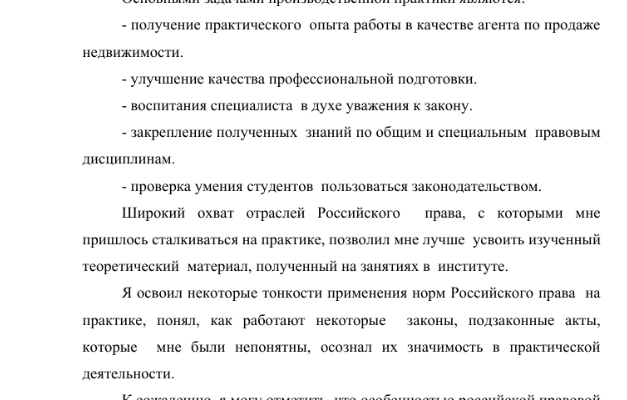 Основными задачами производственной практики являются:
- получение практического опыта работы в качестве агента по продаже
недвижимости.
- улучшение качества профессиональной подготовки.
- воспитания специалиста в духе уважения к закону.
- закрепление полученных знаний по общим и специальным правовым
дисциплинам.
- проверка умения студентов пользоваться законодательством.
Широкий охват отраслей Российского права, с которыми мне
пришлось сталкиваться на практике, позволил мне лучше усвоить изученный
теоретический материал, полученный на занятиях в институте.
Я освоил некоторые тонкости применения норм Российского права на
практике, понял, как работают некоторые законы, подзаконные акты,
которые мне были непонятны, осознал их значимость в практической
деятельности.
К сожалению, я могу отметить, что особенностью российской правовой